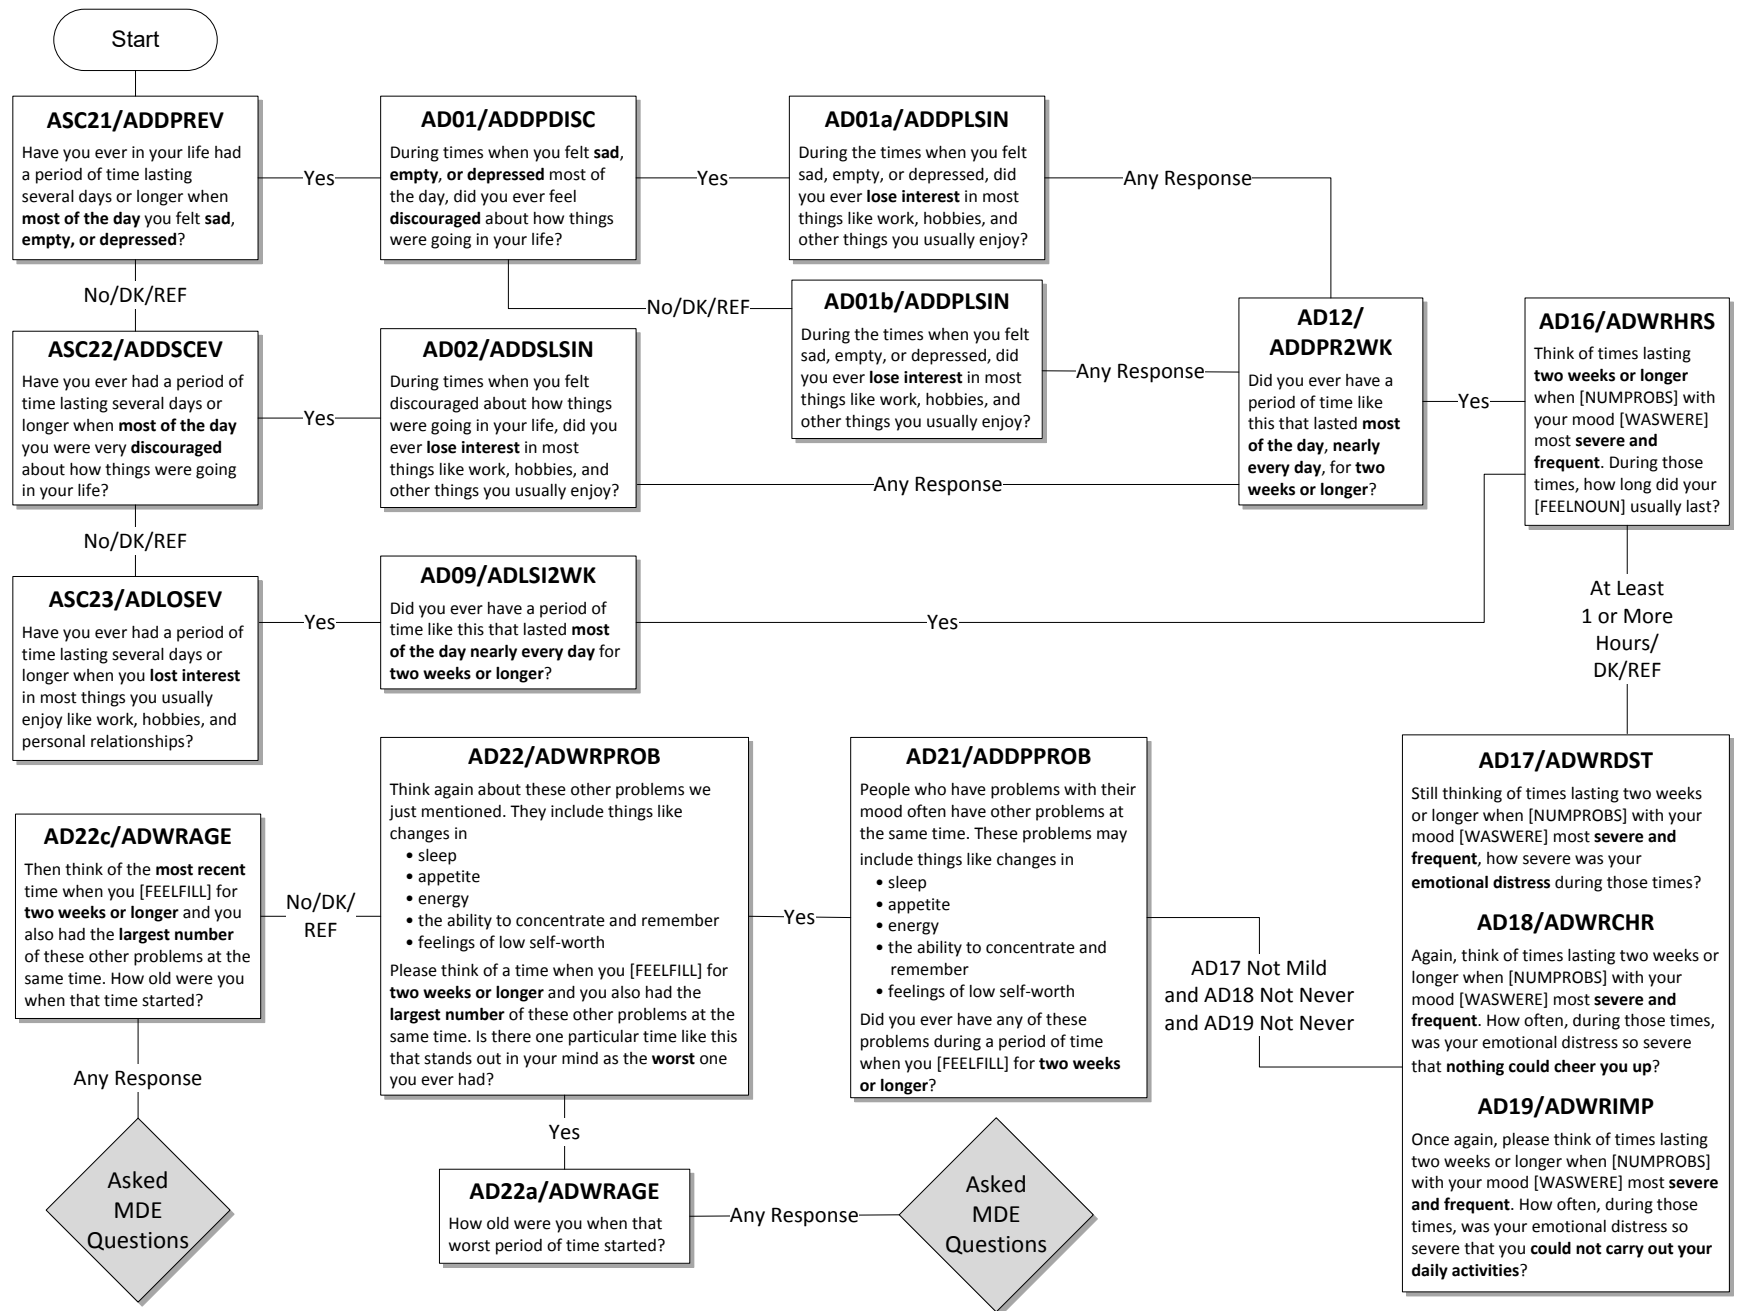 Start
ASC21/ADDPREV
Have you ever in your life had
a period of time lasting
several days or longer when
most of the day you felt sad,
empty, or depressed?
Yes
AD01/ADDPDISC
During times when you felt sad,
empty, or depressed most of
the day, did you ever feel
discouraged about how things
were going in your life?
Yes
AD01a/ADDPLSIN
During the times when you felt
sad, empty, or depressed, did
you ever lose interest in most
things like work, hobbies, and
other things you usually enjoy?
Any Response
No/DK/REF
No/DK/REF
AD01b/ADDPLSIN
During the times when you felt
sad, empty, or depressed, did
you ever lose interest in most
things like work, hobbies, and
other things you usually enjoy?
Any Response
AD12/
ADDPR2WK
Did you ever have a
period of time like
this that lasted most
of the day, nearly
every day, for two
weeks or longer?
Yes
AD16/ADWRHRS
Think of times lasting
two weeks or longer
when [NUMPROBS] with
your mood [WASWERE]
most severe and
frequent. During those
times, how long did your
[FEELNOUN] usually last?
ASC22/ADDSCEV
Have you ever had a period of
time lasting several days or
longer when most of the day
you were very discouraged
about how things were going
in your life?
Yes
AD02/ADDSLSIN
During times when you felt
discouraged about how things
were going in your life, did you
ever lose interest in most
things like work, hobbies, and
other things you usually enjoy?
Any Response
No/DK/REF
ASC23/ADLOSEV
Have you ever had a period of
time lasting several days or
longer when you lost interest
in most things you usually
enjoy like work, hobbies, and
personal relationships?
Yes
AD09/ADLSI2WK
Did you ever have a period of
time like this that lasted most
of the day nearly every day for
two weeks or longer?
Yes
At Least
1 or More
Hours/
DK/REF
AD17/ADWRDST
Still thinking of times lasting two weeks
or longer when [NUMPROBS] with your
mood [WASWERE] most severe and
frequent, how severe was your
emotional distress during those times?
AD18/ADWRCHR
Again, think of times lasting two weeks or
longer when [NUMPROBS] with your
mood [WASWERE] most severe and
frequent. How often, during those times,
was your emotional distress so severe
that nothing could cheer you up?
AD19/ADWRIMP
Once again, please think of times lasting
two weeks or longer when [NUMPROBS]
with your mood [WASWERE] most severe
and frequent. How often, during those
times, was your emotional distress so
severe that you could not carry out your
daily activities?
AD17 Not Mild
and AD18 Not Never
and AD19 Not Never
AD21/ADDPPROB
People who have problems with their
mood often have other problems at
the same time. These problems may
include things like changes in
• sleep
• appetite
• energy
• the ability to concentrate and
remember
• feelings of low self-worth
Did you ever have any of these
problems during a period of time
when you [FEELFILL] for two weeks
or longer?
Yes
AD22/ADWRPROB
Think again about these other problems we
just mentioned. They include things like
changes in
• sleep
• appetite
• energy
• the ability to concentrate and remember
• feelings of low self-worth
Please think of a time when you [FEELFILL] for
two weeks or longer and you also had the
largest number of these other problems at the
same time. Is there one particular time like this
that stands out in your mind as the worst one
you ever had?
No/DK/
REF
AD22c/ADWRAGE
Then think of the most recent
time when you [FEELFILL] for
two weeks or longer and you
also had the largest number
of these other problems at the
same time. How old were you
when that time started?
Any Response
Asked
MDE
Questions
Yes
AD22a/ADWRAGE
How old were you when that
worst period of time started?
Any Response
Asked
MDE
Questions